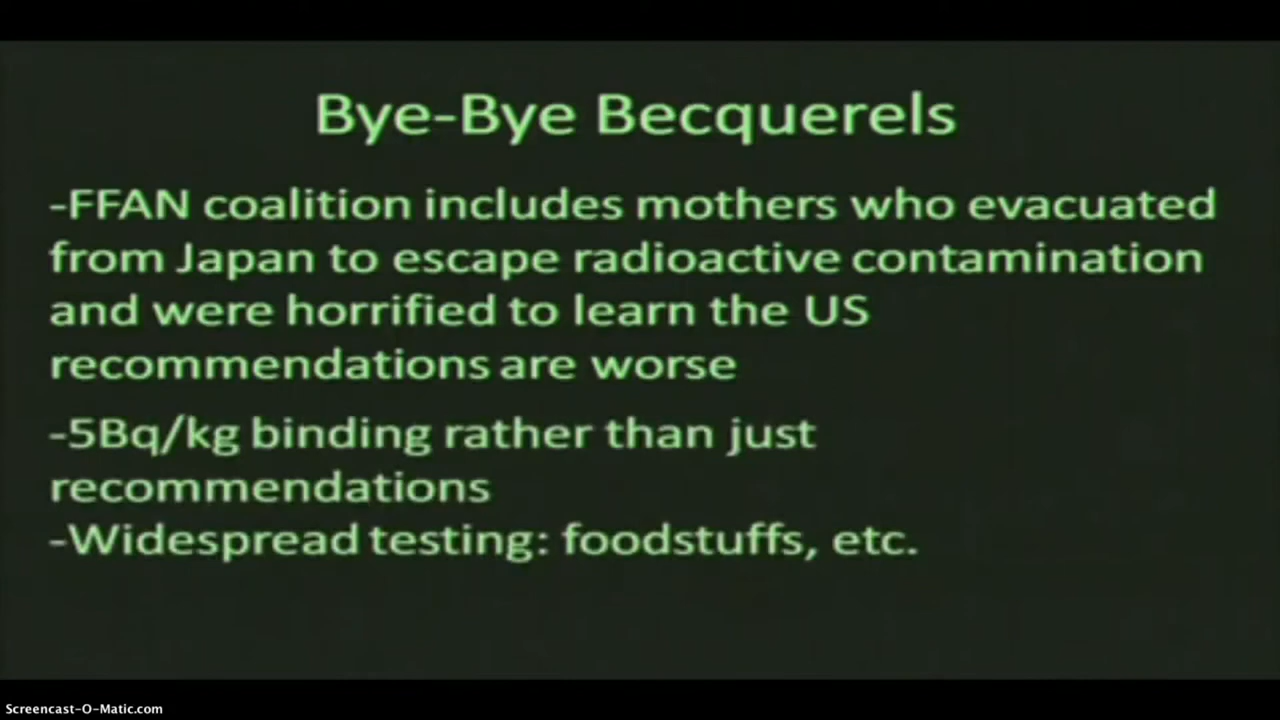 Bye-Bye Becquerels
-FFAN coalition includes mothers who evacuated
from Japan to escape radioactive contamination
and were horrified to learn the US
recommendations are worse
-5Bq/kg binding rather than just
recommendations
-Widespread testing: foodstuffs, etc.
Screencast-O-Matic.com